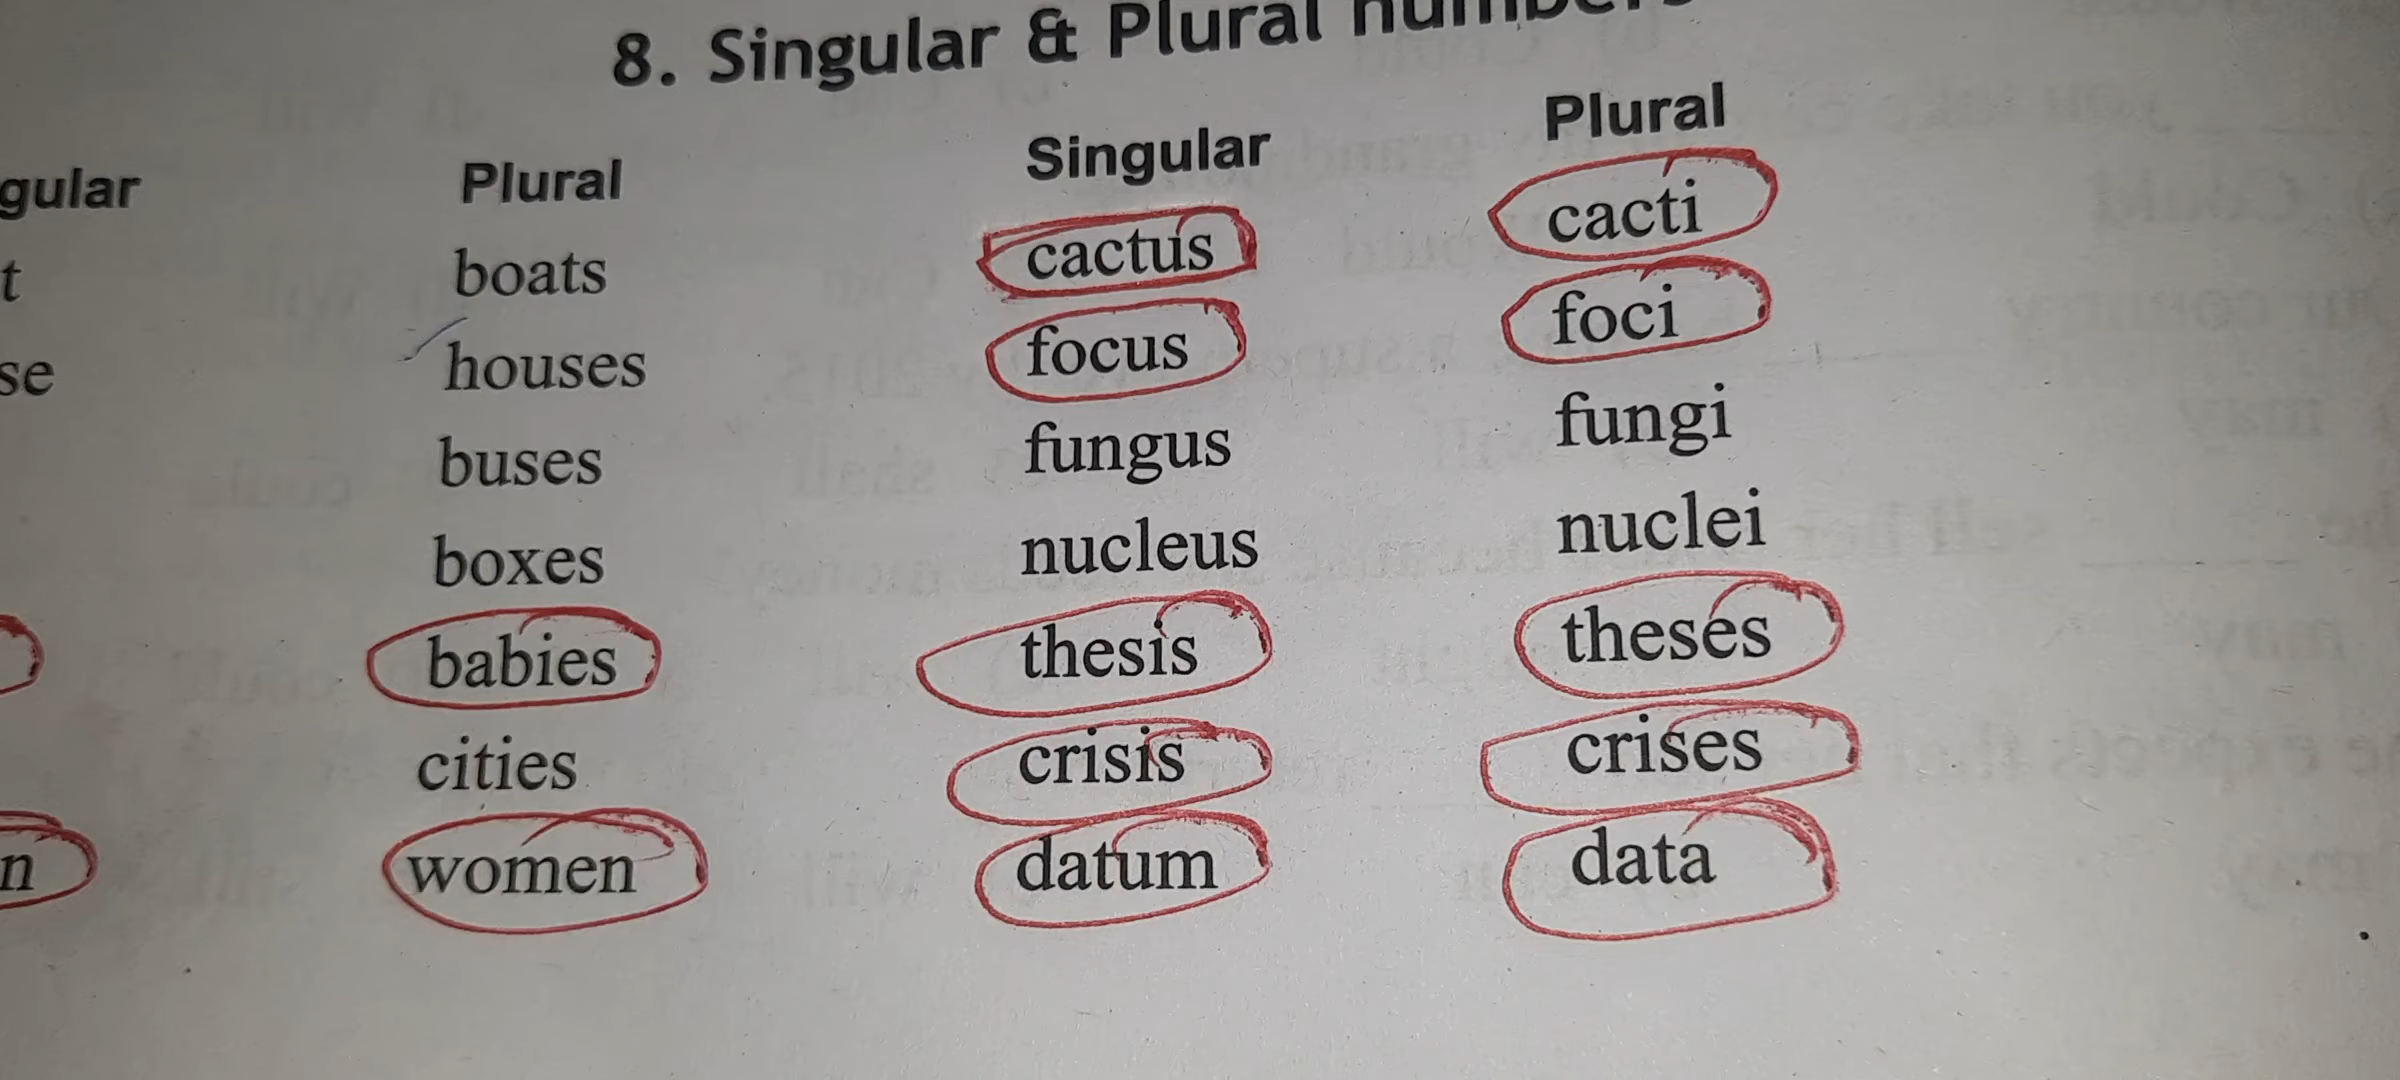 8. Singular & Plural numbers
gular Plural Singular Plural
t boats cactus cacti
se houses focus foci
buses fungus fungi
boxes nucleus nuclei
babies thesis theses
cities crisis crises
n women datum data